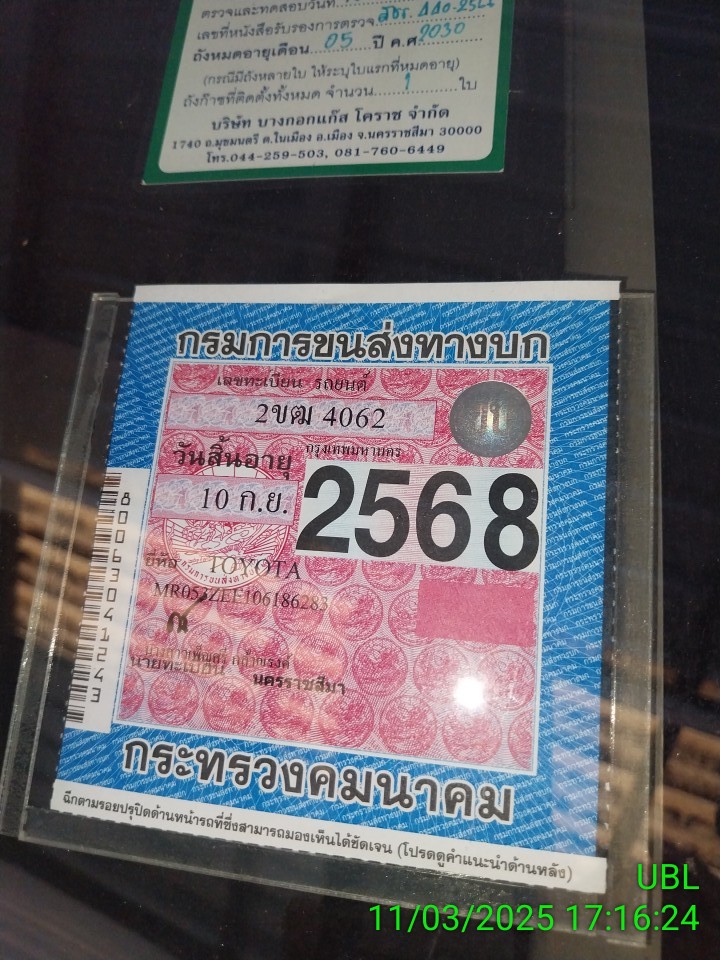 ตรวจและทดสอบวันที่
เลขที่หนังสือรับรองการตรวจ
ถังหมดอายุเดือน 05 ปี ค.ศ. 2030
(กรณีมีถังหลายใบ ให้ระบุใบแรกที่หมดอายุ)
ถังก๊าซที่ติดตั้งทั้งหมด จำนวน 1 ใบ
บริษัท บางกอกแก๊ส โคราช จำกัด
1740 ถ.มุขมนตรี ต.ในเมือง อ.เมือง จ.นครราชสีมา 30000
โทร.044-259-503, 081-760-6449
กรมการขนส่งทางบก
เลขทะเบียน รถยนต์
2ขฒ 4062
กรุงเทพมหานคร
วันสิ้นอายุ
10 ก.ย.
2568
ยี่ห้อ TOYOTA
MR053ZEE106186283
นายทะเบียน
นครราชสีมา
80063041243
กระทรวงคมนาคม
ฉีกตามรอยปรุปิดด้านหน้ารถที่ซึ่งสามารถมองเห็นได้ชัดเจน (โปรดดูคำแนะนำด้านหลัง)
UBL
11/03/2025 17:16:24